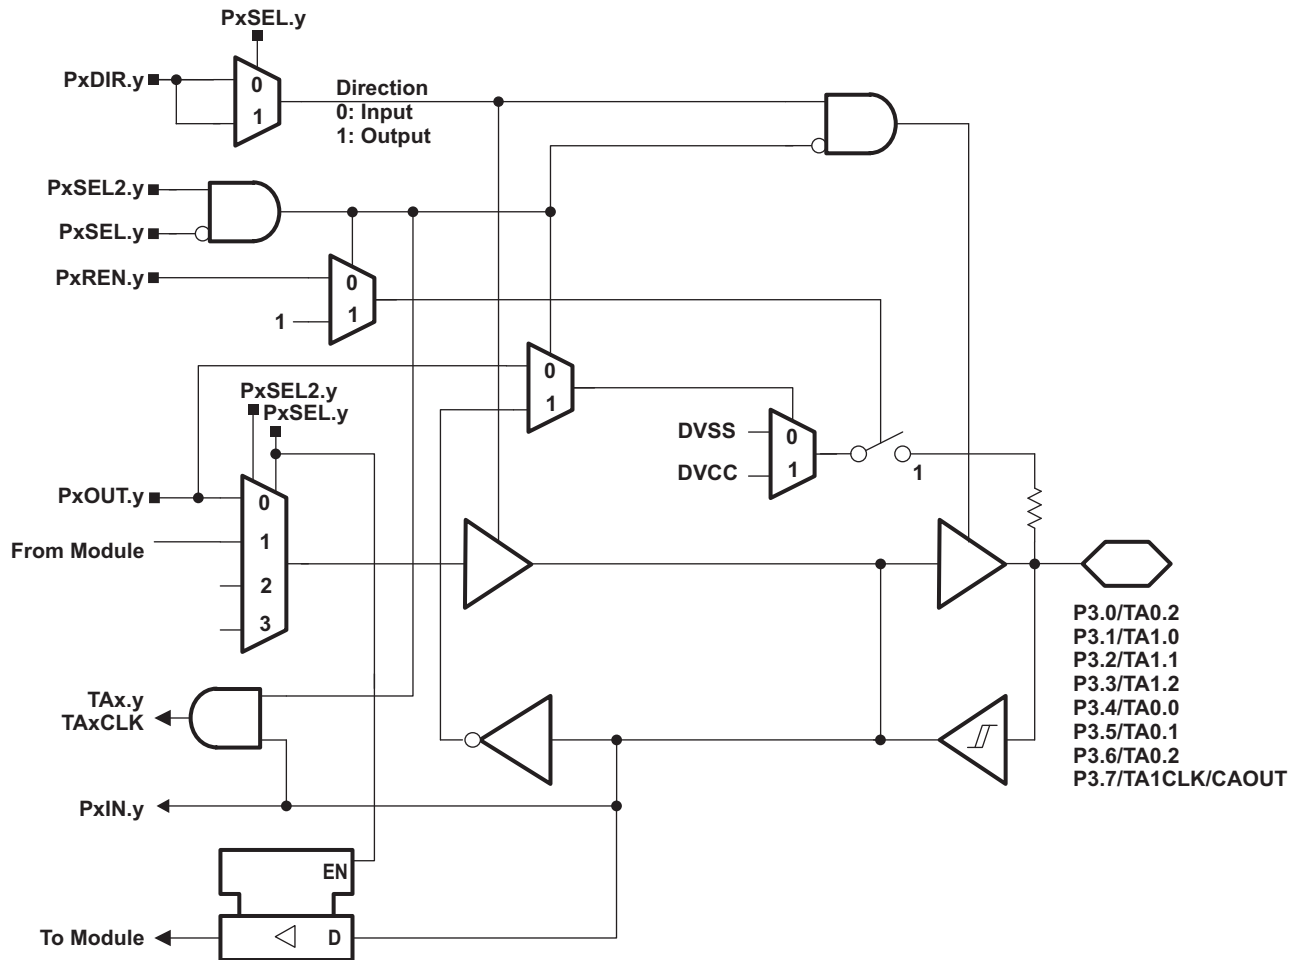 PxSEL.y
PxDIR.y
0
1
Direction
0: Input
1: Output
PxSEL2.y
PxSEL.y
PxREN.y
0
1
1
0
1
PxSEL2.y
PxSEL.y
DVSS
0
DVCC
1
1
PxOUT.y
0
From Module
1
2
3
P3.0/TA0.2
P3.1/TA1.0
P3.2/TA1.1
P3.3/TA1.2
P3.4/TA0.0
P3.5/TA0.1
P3.6/TA0.2
P3.7/TA1CLK/CAOUT
TAx.y
TAxCLK
PxIN.y
EN
To Module
D